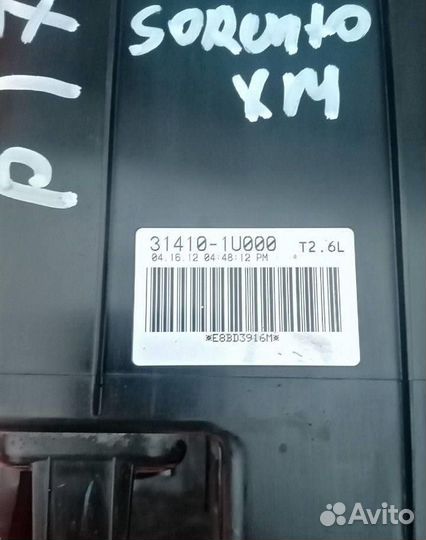 SORENTO
XM
31410-1U000 T2.6L
04.16.12 04:48:12 PM
*E8BD3916M*
Avito